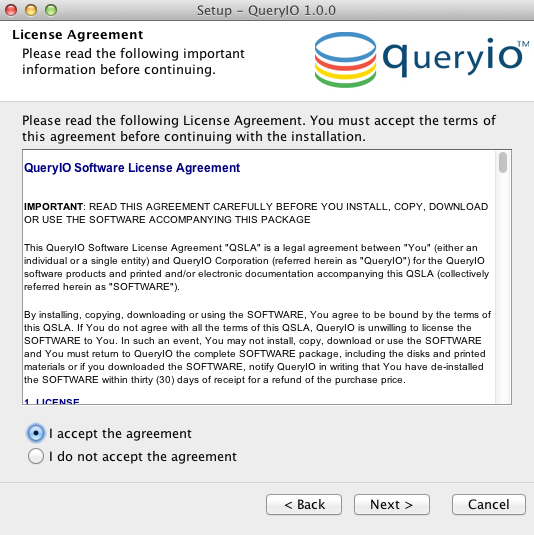 Setup - QueryIO 1.0.0
License Agreement
Please read the following important
information before continuing.
queryio™
Please read the following License Agreement. You must accept the terms of
this agreement before continuing with the installation.
QueryIO Software License Agreement
IMPORTANT: READ THIS AGREEMENT CAREFULLY BEFORE YOU INSTALL, COPY, DOWNLOAD
OR USE THE SOFTWARE ACCOMPANYING THIS PACKAGE
This QueryIO Software License Agreement "QSLA" is a legal agreement between "You" (either an
individual or a single entity) and QueryIO Corporation (referred herein as "QueryIO") for the QueryIO
software products and printed and/or electronic documentation accompanying this QSLA (collectively
referred herein as "SOFTWARE").
By installing, copying, downloading or using the SOFTWARE, You agree to be bound by the terms of
this QSLA. If You do not agree with all the terms of this QSLA, QueryIO is unwilling to license the
SOFTWARE to You. In such an event, You may not install, copy, download or use the SOFTWARE
and You must return to QueryIO the complete SOFTWARE package, including the disks and printed
materials or if you downloaded the SOFTWARE, notify QueryIO in writing that You have de-installed
the SOFTWARE within thirty (30) days of receipt for a refund of the purchase price.
1. LICENSE
I accept the agreement
I do not accept the agreement
< Back
Next >
Cancel